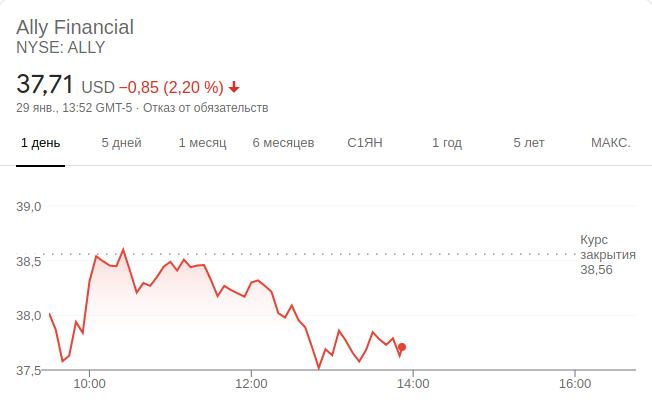 Ally Financial
NYSE: ALLY
37,71 USD −0,85 (2,20 %)
29 янв., 13:52 GMT-5 · Отказ от обязательств
1 день 5 дней 1 месяц 6 месяцев С1ЯН 1 год 5 лет МАКС.
39,0
Курс
закрытия
38,56
38,5
38,0
37,5
10:00 12:00 14:00 16:00